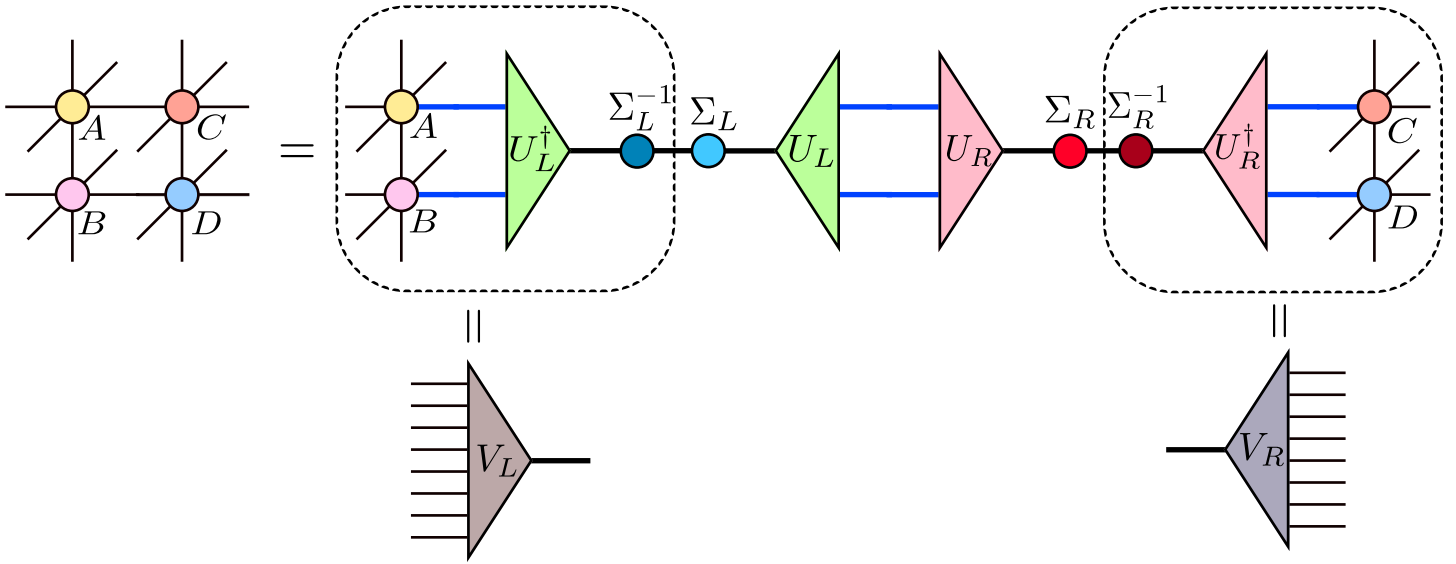 A
C
B
D
=
A
B
U_L^†
Σ_L^{-1}
Σ_L
U_L
U_R
Σ_R
Σ_R^{-1}
U_R^†
C
D
=
=
V_L
V_R